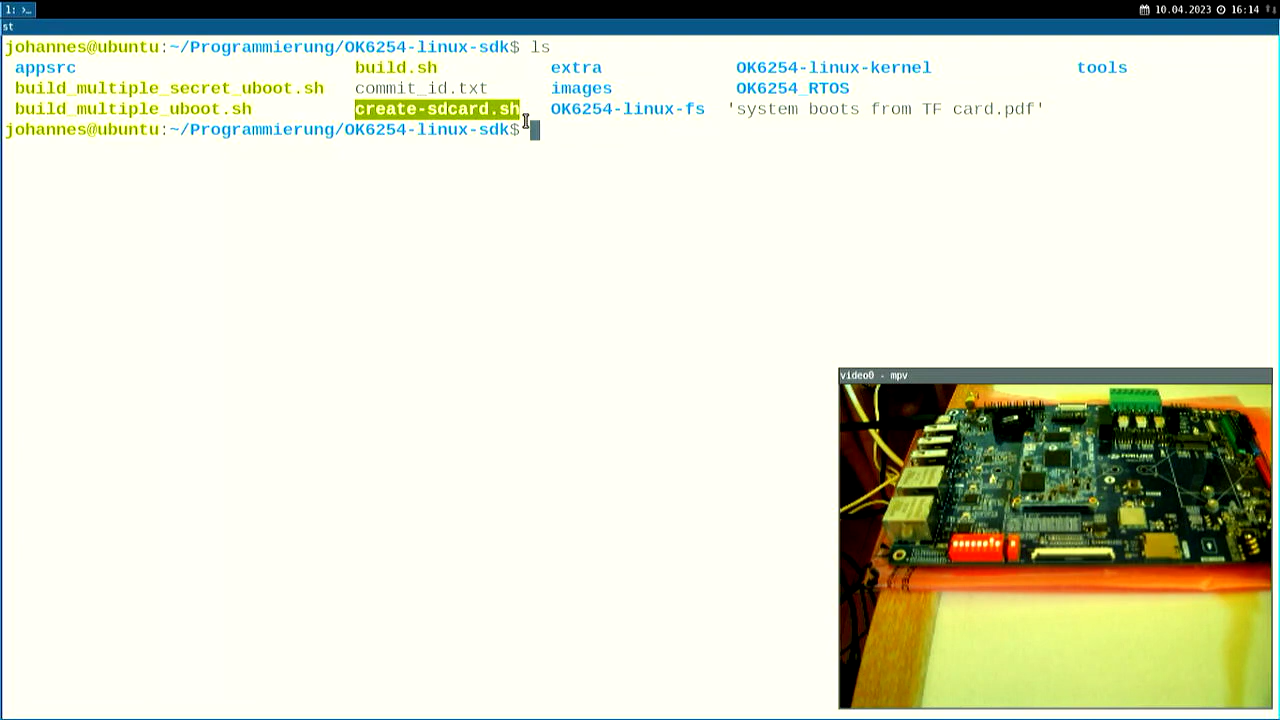 1: >_
10.04.2023 16:14
st
johannes@ubuntu:~/Programmierung/OK6254-linux-sdk$ ls
appsrc build.sh extra OK6254-linux-kernel tools
build_multiple_secret_uboot.sh commit_id.txt images OK6254_RTOS
build_multiple_uboot.sh create-sdcard.sh OK6254-linux-fs 'system boots from TF card.pdf'
johannes@ubuntu:~/Programmierung/OK6254-linux-sdk$
video0 - mpv